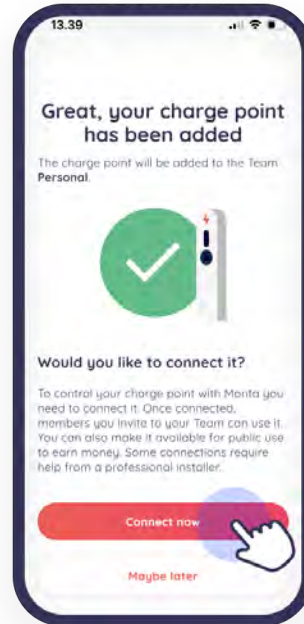 13.39
Great, your charge point
has been added
The charge point will be added to the Team
Personal.
Would you like to connect it?
To control your charge point with Monta you
need to connect it. Once connected,
members you invite to your Team can use it.
You can also make it available for public use
to earn money. Some connections require
help from a professional installer.
Connect now
Maybe later